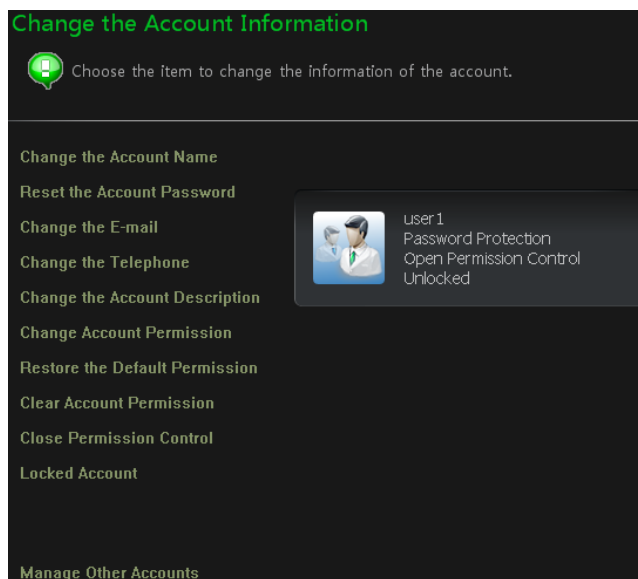 Change the Account Information
Choose the item to change the information of the account.
Change the Account Name
Reset the Account Password
Change the E-mail
Change the Telephone
Change the Account Description
Change Account Permission
Restore the Default Permission
Clear Account Permission
Close Permission Control
Locked Account
user1
Password Protection
Open Permission Control
Unlocked
Manage Other Accounts